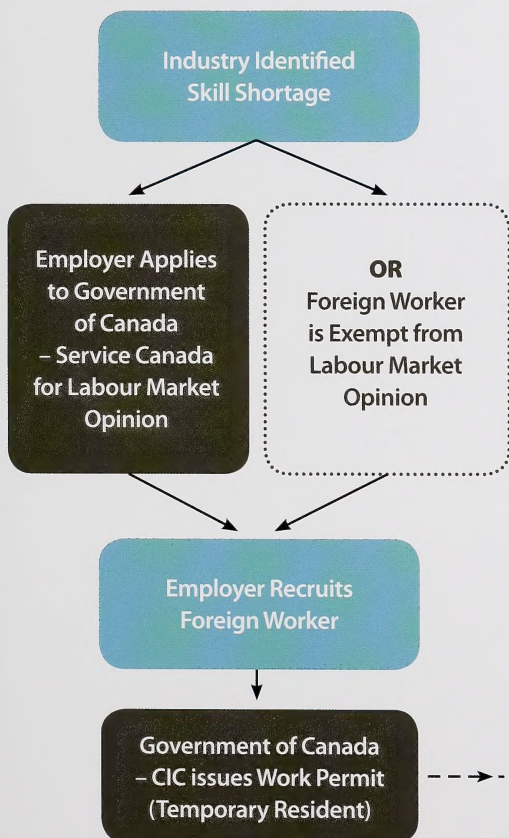 Industry Identified
Skill Shortage
Employer Applies
to Government
of Canada
– Service Canada
for Labour Market
Opinion
OR
Foreign Worker
is Exempt from
Labour Market
Opinion
Employer Recruits
Foreign Worker
Government of Canada
– CIC issues Work Permit
(Temporary Resident)